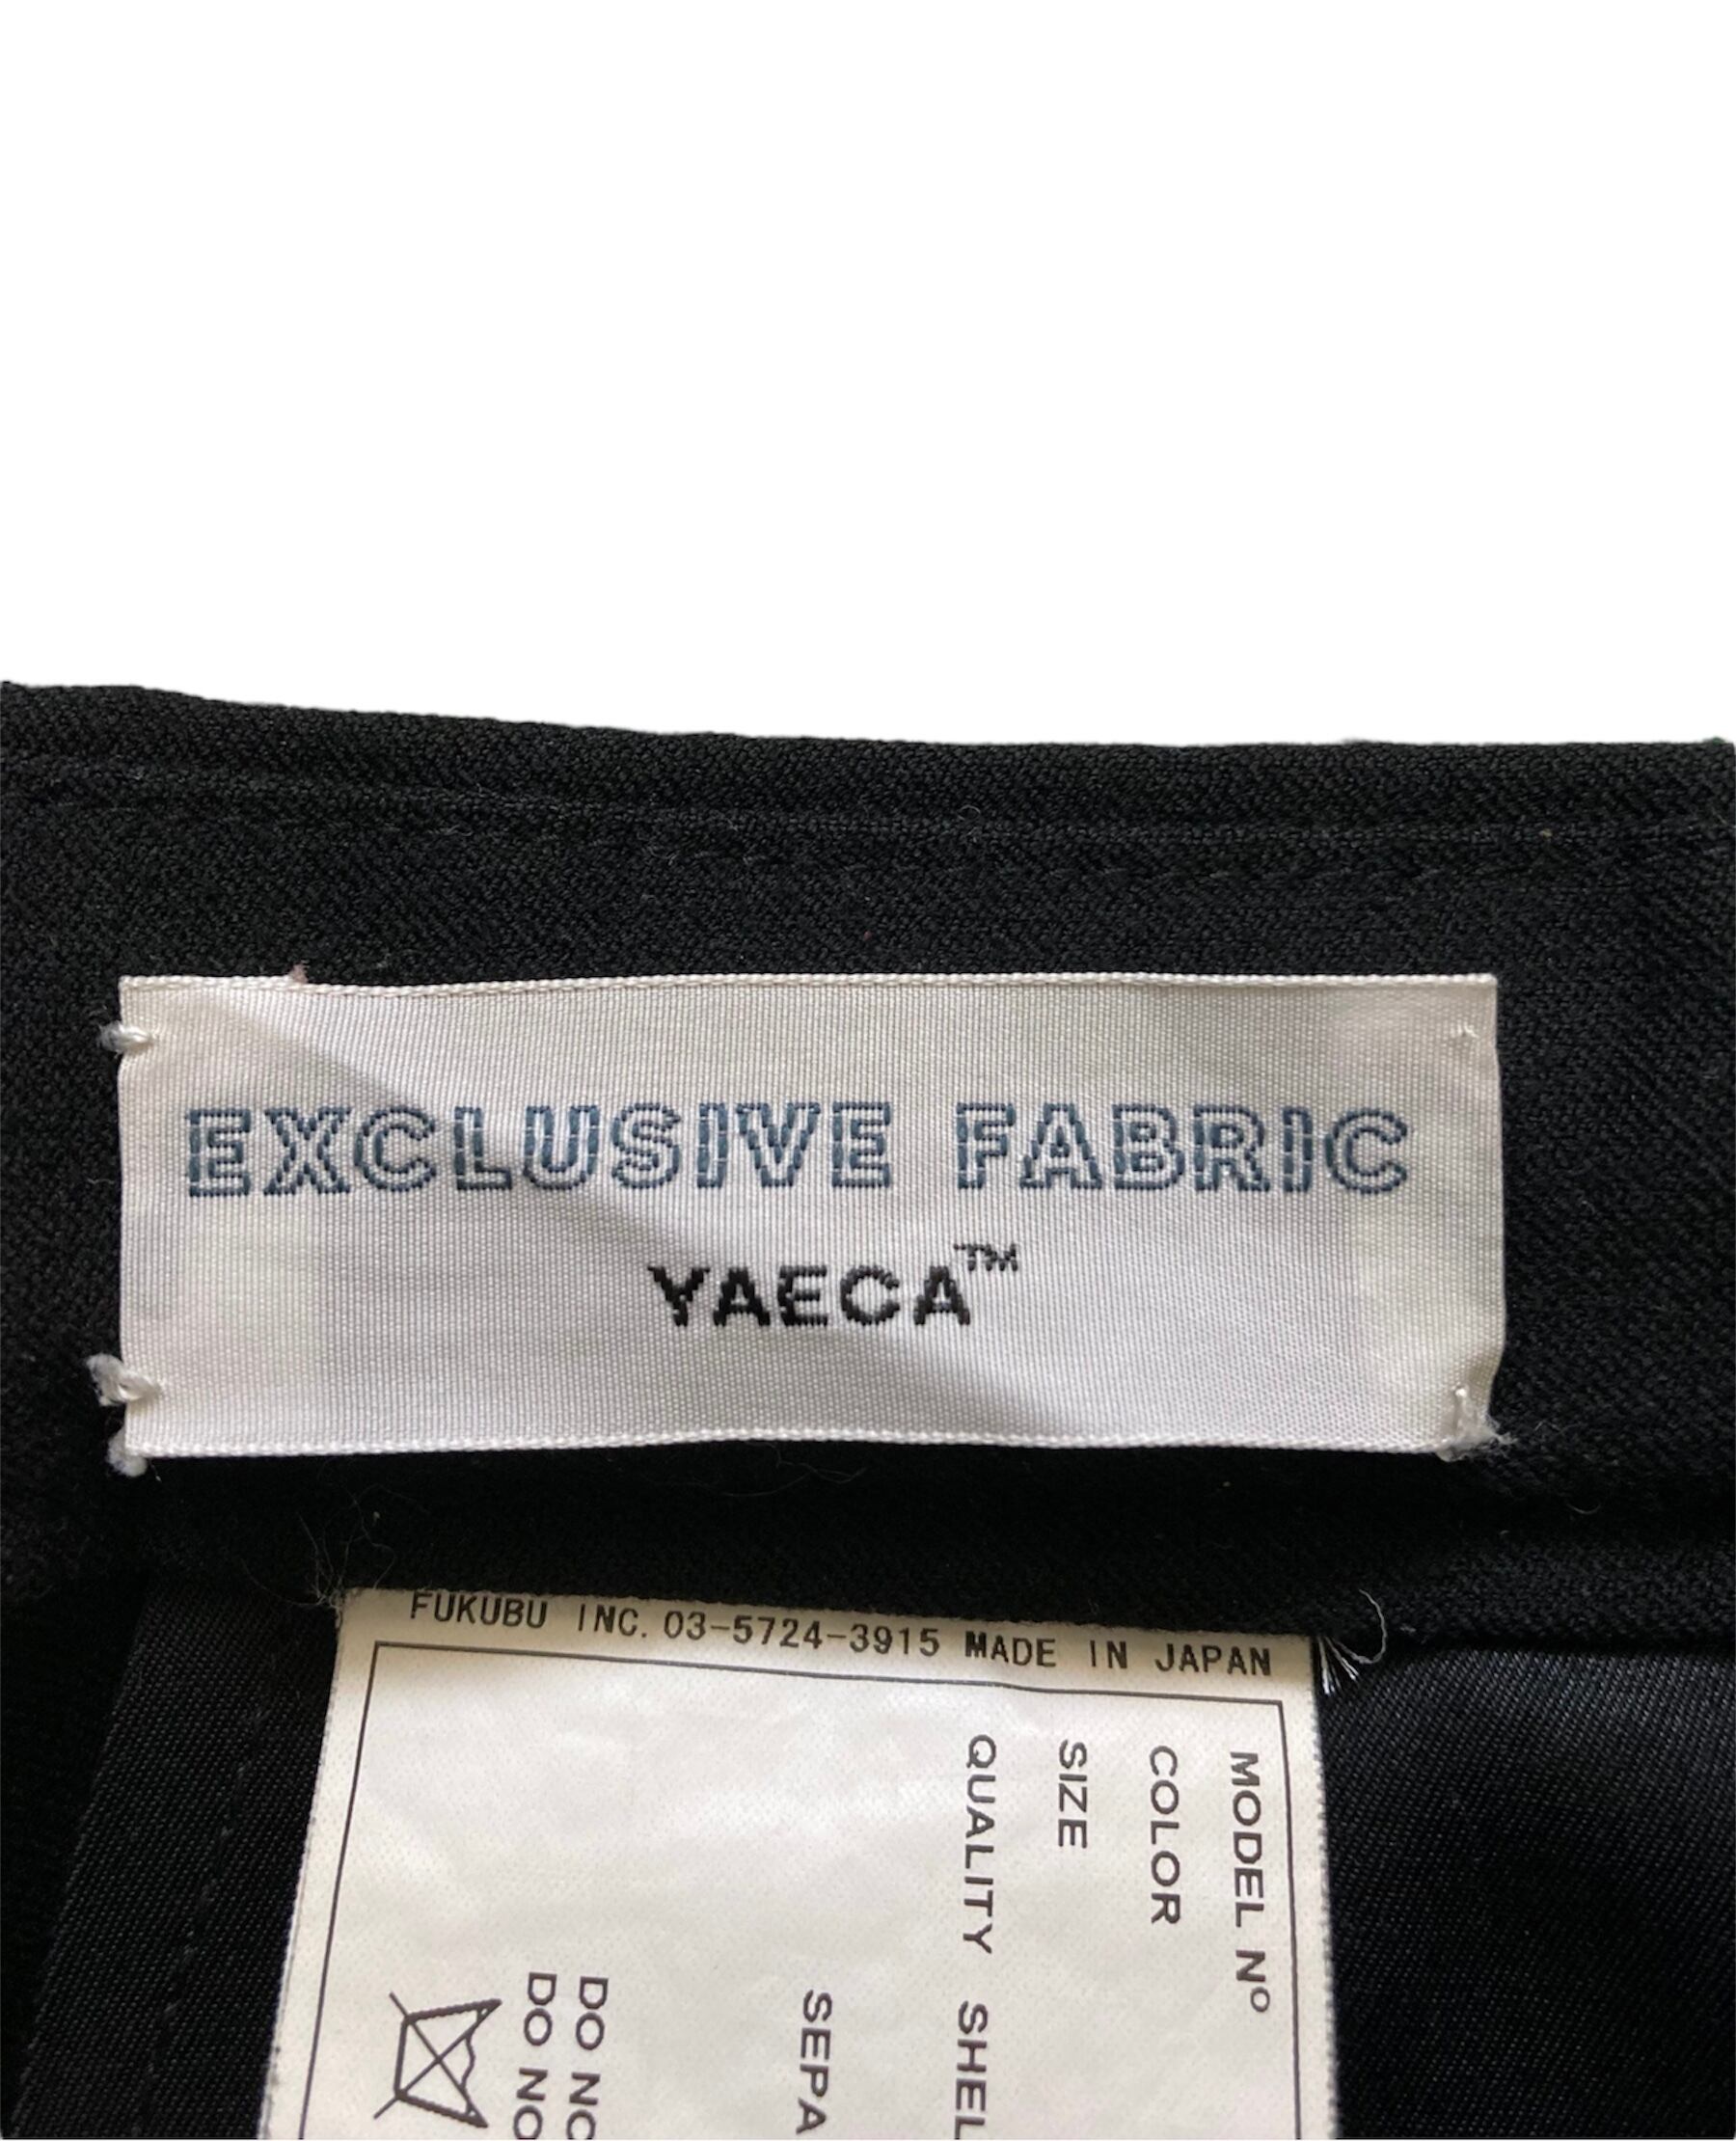 EXCLUSIVE FABRIC
YAECA™
FUKUBU INC. 03-5724-3915 MADE IN JAPAN
MODEL Nº
COLOR
SIZE
QUALITY SHEL
SEPA
DO NO
DO NO